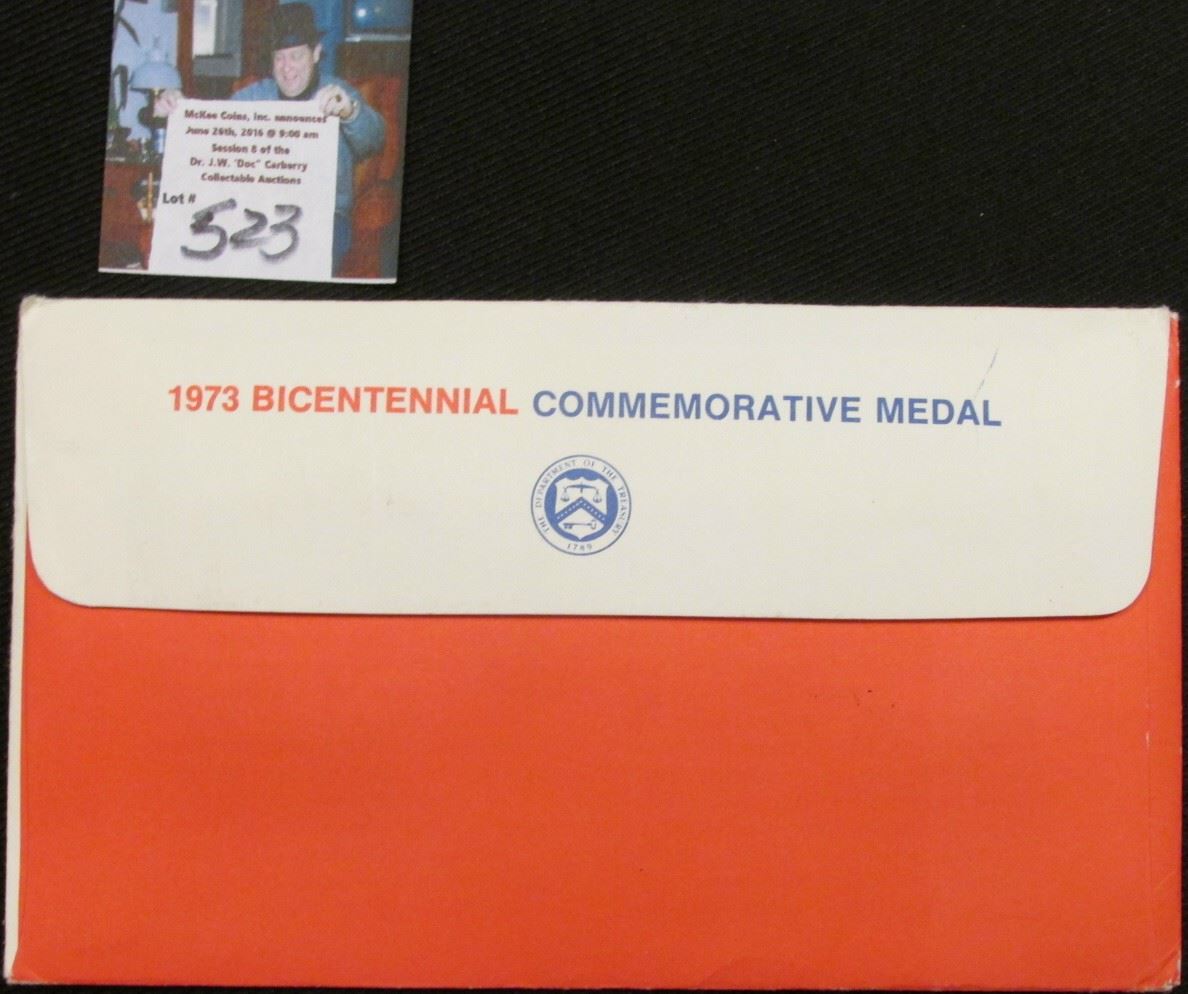 McKee Coins, Inc. announces
June 26th, 2016 @ 9:00 am
Session 8 of the
Dr. J.W. "Doc" Carberry
Collectable Auctions
Lot #
523
1973 BICENTENNIAL COMMEMORATIVE MEDAL
THE DEPARTMENT OF THE TREASURY
1789